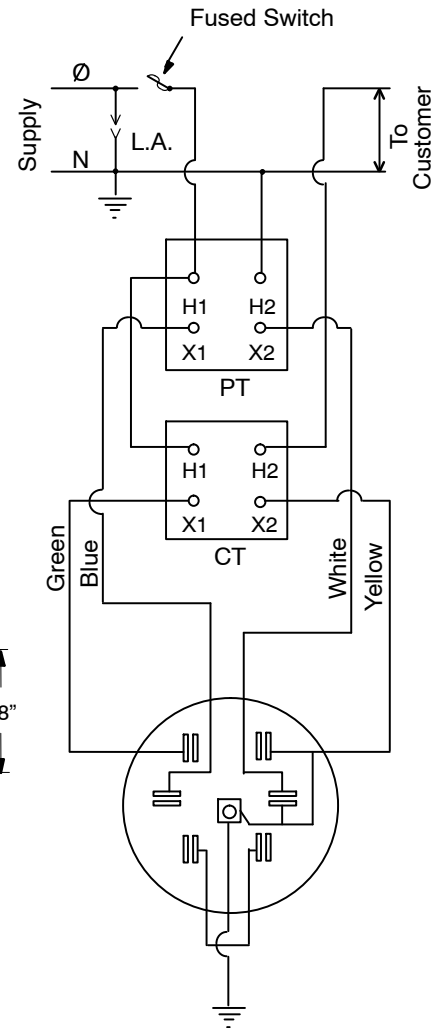 Fused Switch
Ø
L.A.
N
Supply
To
Customer
H1 H2
X1 X2
PT
H1 H2
X1 X2
CT
Green
Blue
White
Yellow
8”